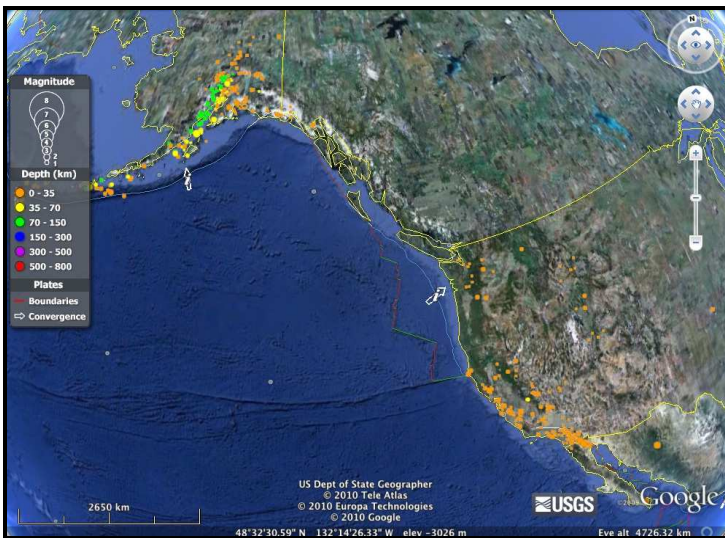 N
Magnitude
8
7
6
5
4
3
2
1
Depth (km)
0 - 35
35 - 70
70 - 150
150 - 300
300 - 500
500 - 800
Plates
Boundaries
Convergence
2650 km
US Dept of State Geographer
© 2010 Tele Atlas
© 2010 Europa Technologies
© 2010 Google
USGS
Google
48°32'30.59" N 132°14'26.33" W elev -3026 m
Eye alt 4726.32 km